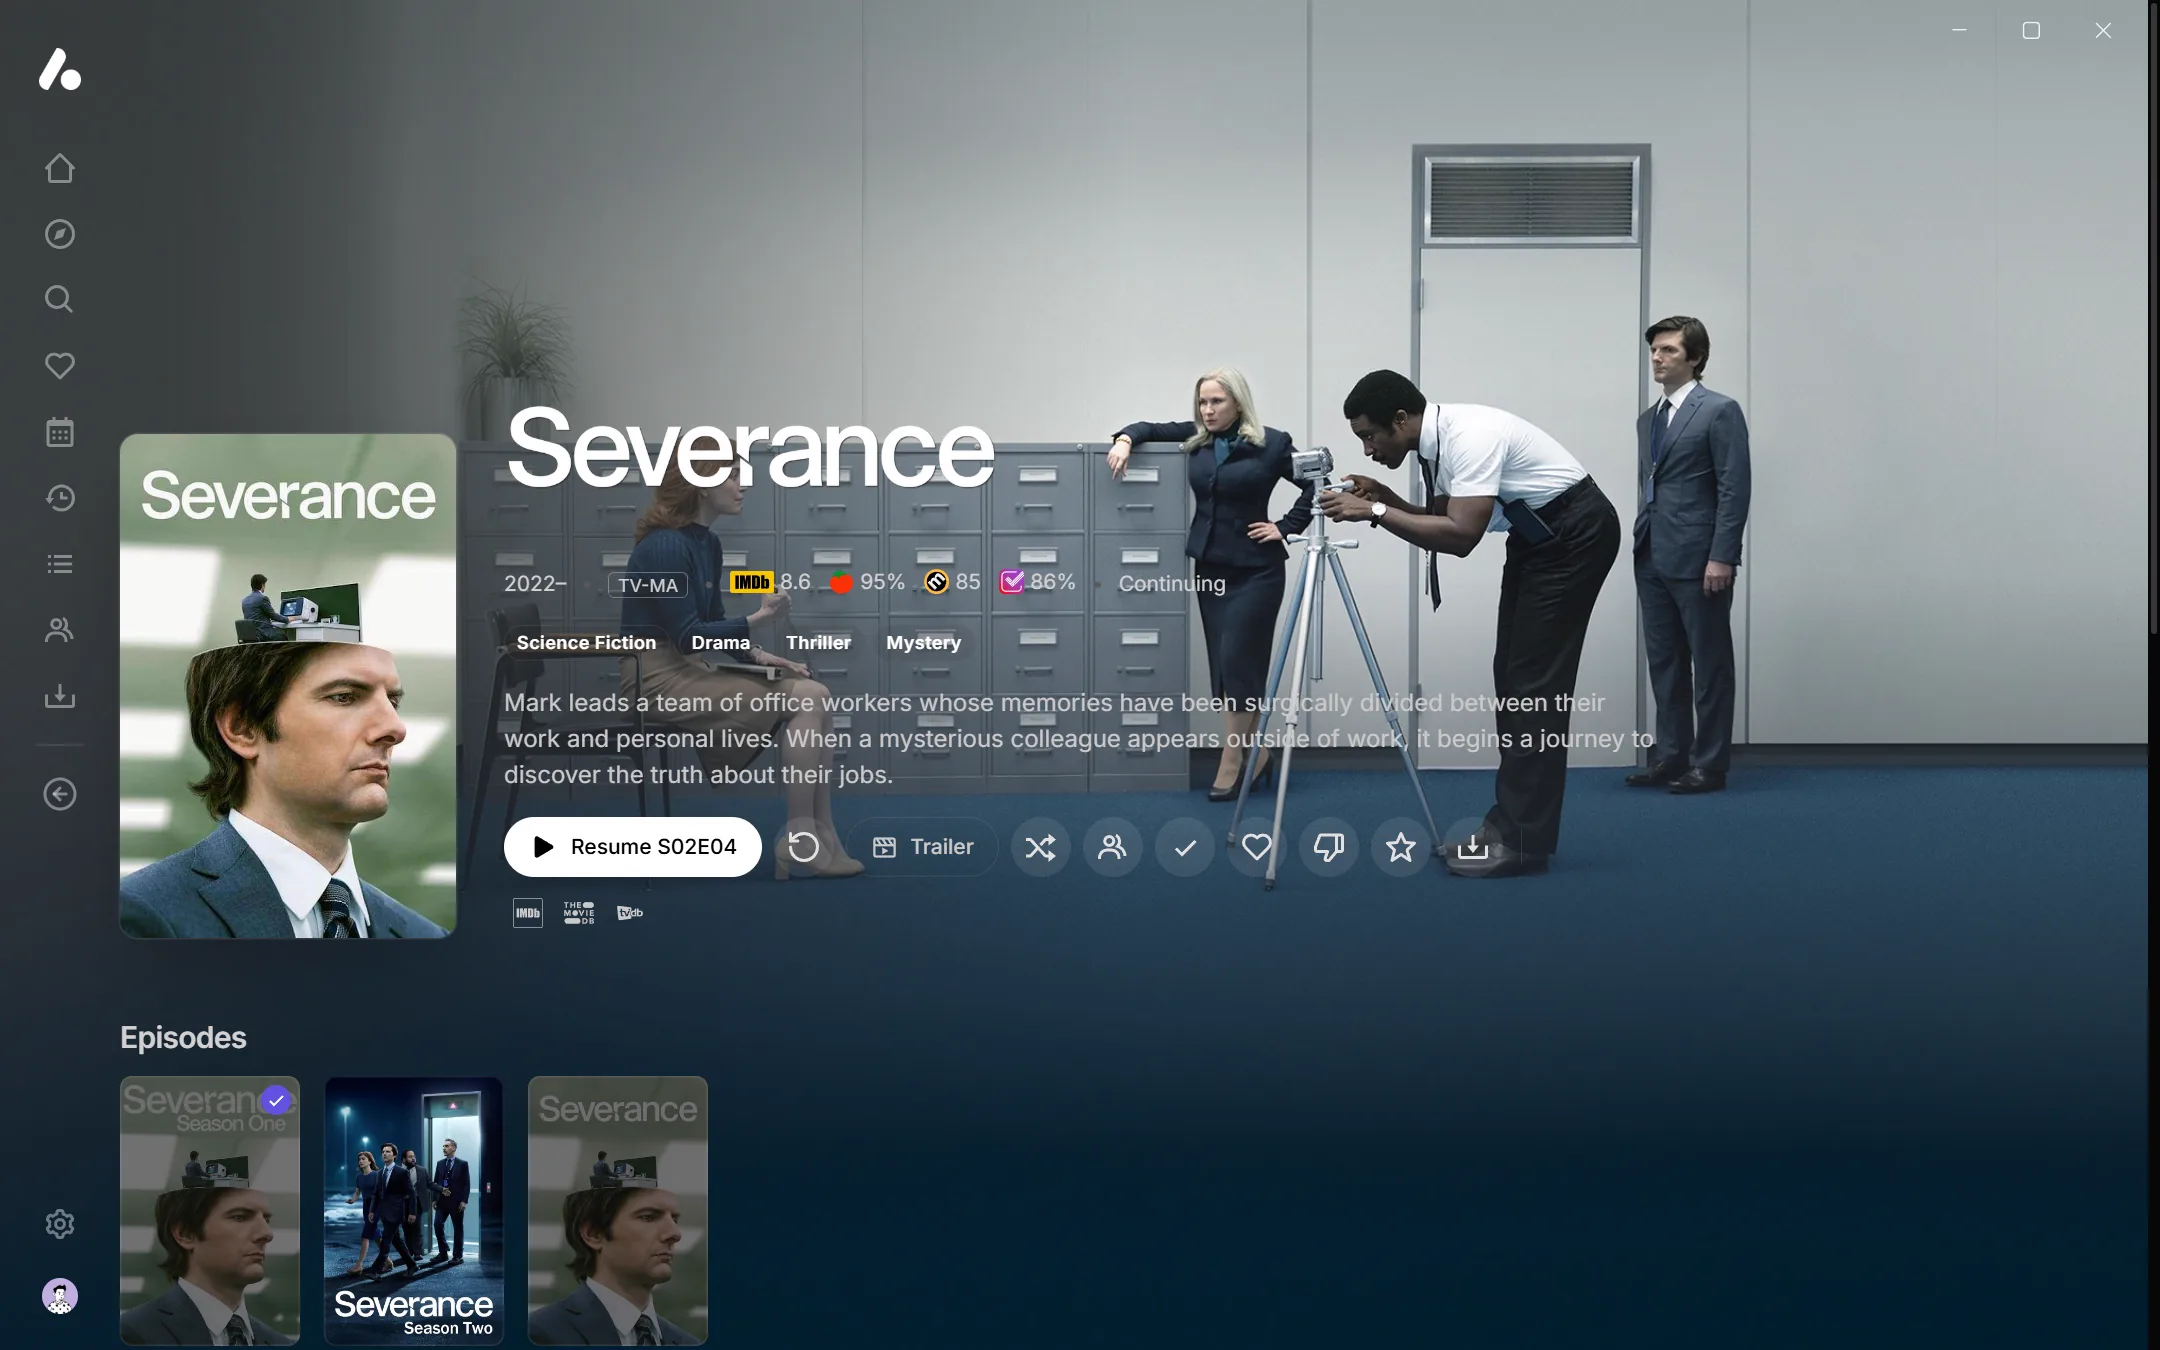 Severance
Severance
2022–
TV-MA
IMDb 8.6 95% 85 86%
Continuing
Science Fiction Drama Thriller Mystery
Mark leads a team of office workers whose memories have been surgically divided between their
work and personal lives. When a mysterious colleague appears outside of work, it begins a journey to
discover the truth about their jobs.
Resume S02E04
Trailer
IMDb
THE
MOVIE
DB
tvdb
Episodes
Severance
Season One
Severance
Season Two
Severance